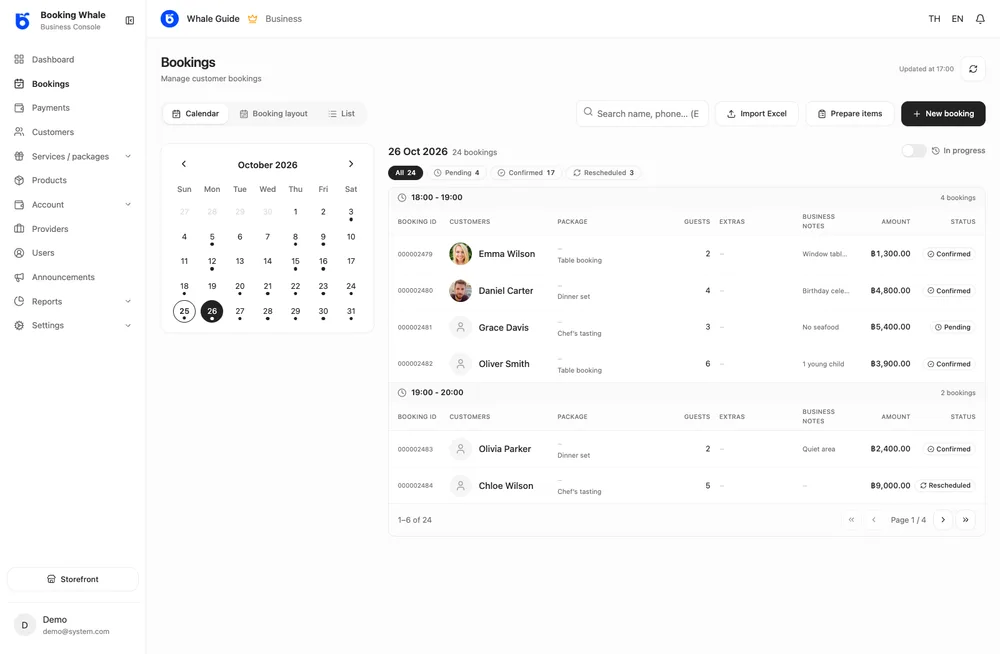 Booking Whale
Business Console
Dashboard
Bookings
Payments
Customers
Services / packages
Products
Account
Providers
Users
Announcements
Reports
Settings
Storefront
D
Demo
demo@system.com
Whale Guide
Business
TH
EN
Bookings
Manage customer bookings
Updated at 17:00
Calendar
Booking layout
List
Search name, phone... (E
Import Excel
Prepare items
+ New booking
October 2026
Sun Mon Tue Wed Thu Fri Sat
27 28 29 30 1 2 3
4 5 6 7 8 9 10
11 12 13 14 15 16 17
18 19 20 21 22 23 24
25 26 27 28 29 30 31
26 Oct 2026 24 bookings
In progress
All 24
Pending 4
Confirmed 17
Rescheduled 3
18:00 - 19:00 4 bookings
BOOKING ID CUSTOMERS PACKAGE GUESTS EXTRAS BUSINESS NOTES AMOUNT STATUS
000002479 Emma Wilson – Table booking 2 – Window tabl... ฿1,300.00 Confirmed
000002480 Daniel Carter – Dinner set 4 – Birthday cele... ฿4,800.00 Confirmed
000002481 Grace Davis – Chef's tasting 3 – No seafood ฿5,400.00 Pending
000002482 Oliver Smith – Table booking 6 – 1 young child ฿3,900.00 Confirmed
19:00 - 20:00 2 bookings
BOOKING ID CUSTOMERS PACKAGE GUESTS EXTRAS BUSINESS NOTES AMOUNT STATUS
000002483 Olivia Parker – Dinner set 2 – Quiet area ฿2,400.00 Confirmed
000002484 Chloe Wilson – Chef's tasting 5 – – ฿9,000.00 Rescheduled
1–6 of 24
« ‹ Page 1 / 4 › »